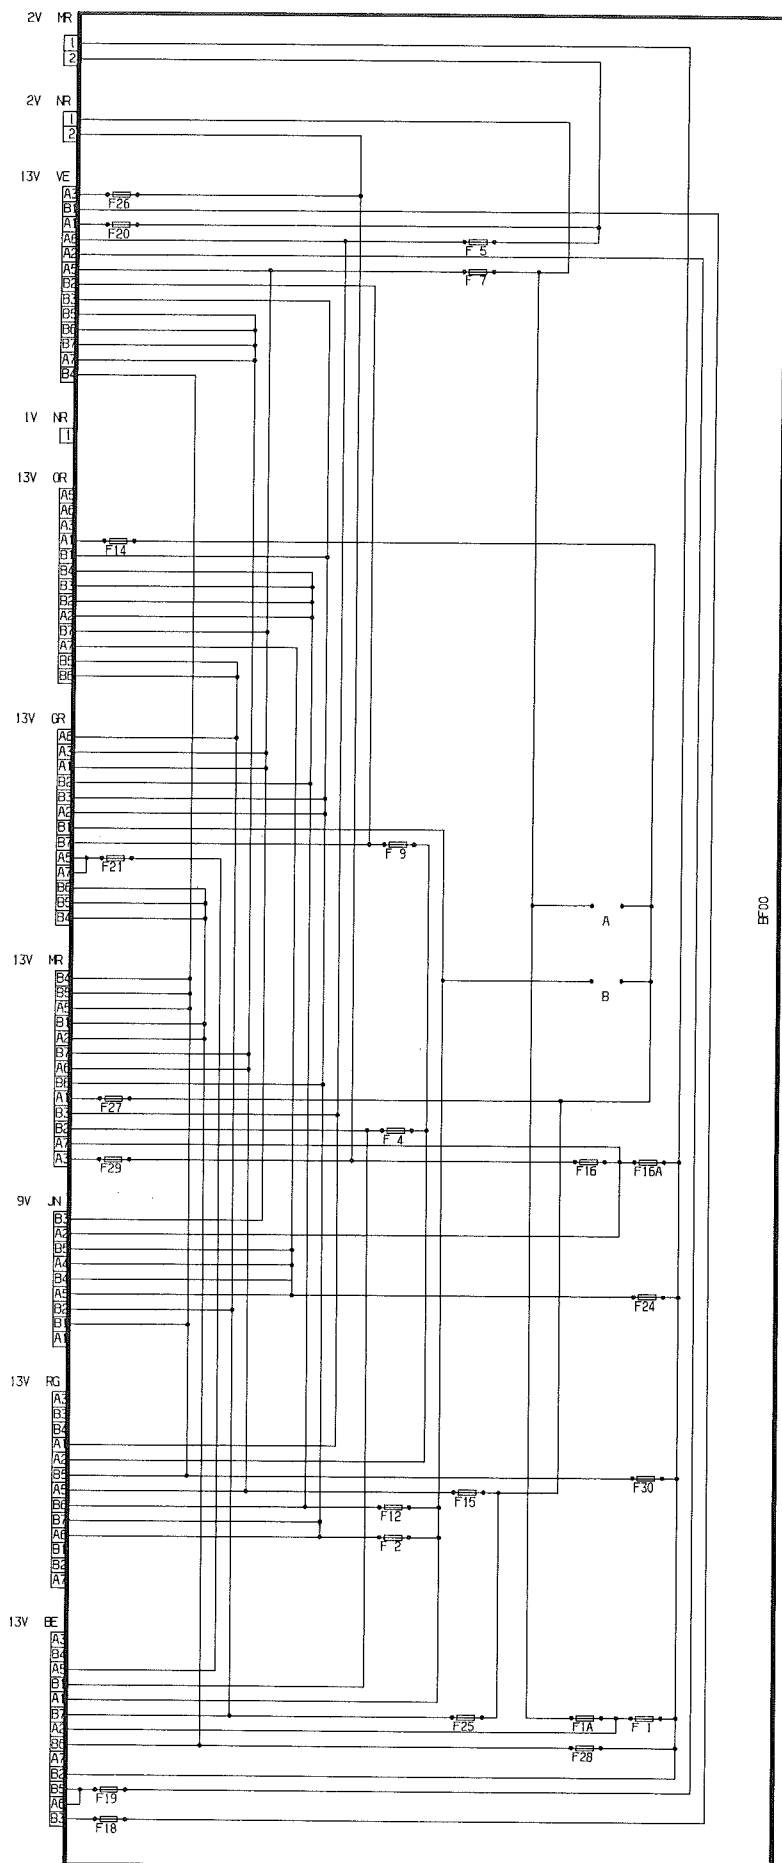 2V MR
1
2
2V NR
1
2
13V VE
A3
F26
B1
A1
F20
A6
F 5
A2
A5
F 7
B2
B3
B5
B6
B7
A7
B4
1V NR
1
13V OR
A5
A6
A3
A1
F14
B1
B4
B3
B2
A2
B7
A7
B5
B6
13V GR
A6
A3
A1
B2
B3
A2
B1
B7
F 9
A5
F21
A7
B6
B5
A
BF00
B4
13V MR
B4
B
B5
A5
B1
A2
B7
A6
B6
A1
F27
B3
B2
F 4
A7
A3
F29
F16
F16A
9V JN
B3
A2
B5
A4
B4
A5
F24
B2
B1
A1
13V RG
A3
B3
B4
A1
A2
B5
F30
A5
F15
B6
F12
B7
A6
F 2
B1
B2
A7
13V BE
A3
B4
A5
B1
A1
B7
F25
F1A
F 1
A2
B6
F28
A7
B2
B5
F19
A6
B3
F18